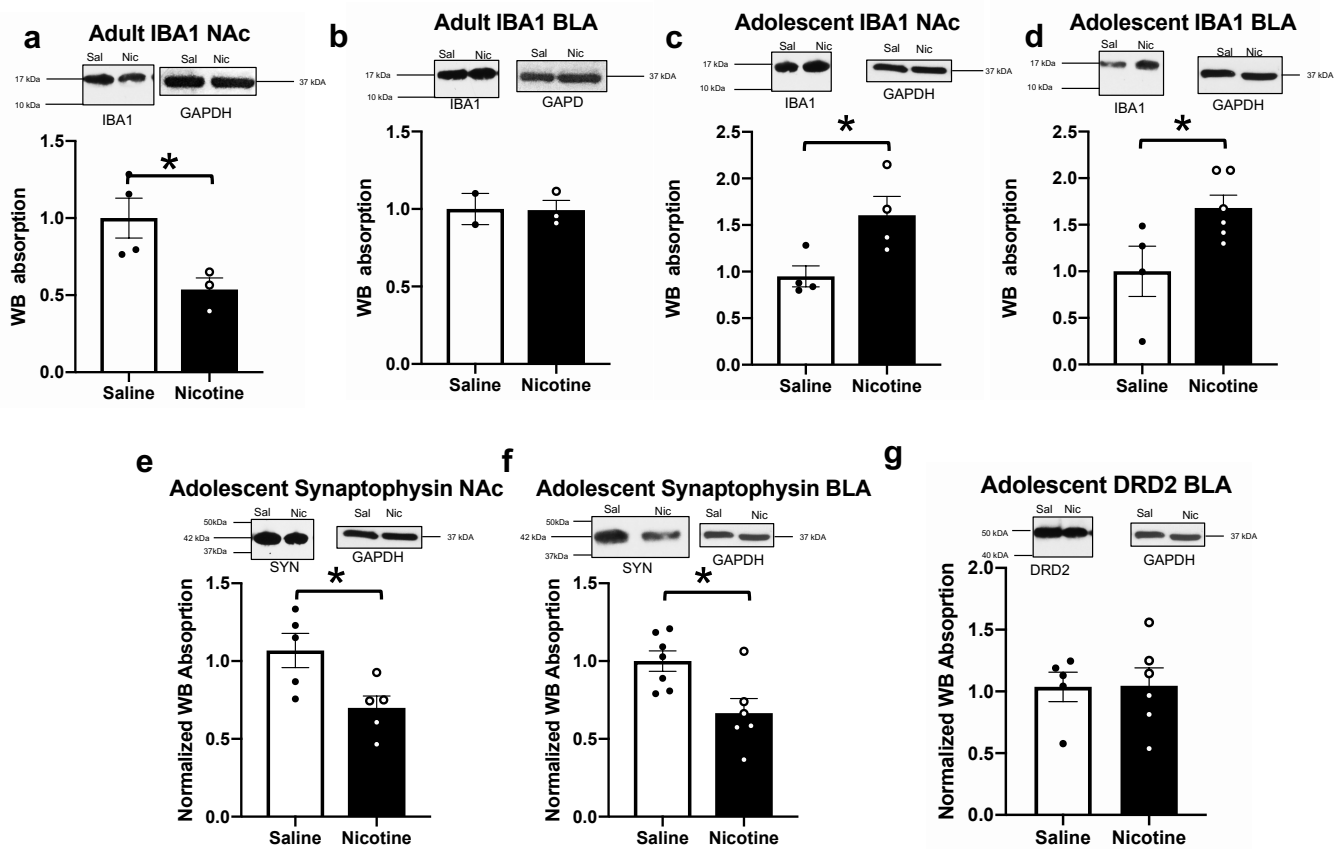 a
Adult IBA1 NAc
Sal Nic
17 kDa
37 kDA
10 kDa
IBA1
GAPDH
WB absorption
1.5
1.0
0.5
0.0
*
Saline Nicotine
b
Adult IBA1 BLA
Sal Nic
17 kDa
37 kDA
10 kDa
IBA1
GAPD
WB absorption
1.5
1.0
0.5
0.0
Saline Nicotine
c
Adolescent IBA1 NAc
Sal Nic
17 kDa
37 kDA
10 kDa
IBA1
GAPDH
WB absorption
2.5
2.0
1.5
1.0
0.5
0.0
*
Saline Nicotine
d
Adolescent IBA1 BLA
Sal Nic
17 kDa
37 kDA
10 kDa
IBA1
GAPDH
WB absorption
2.5
2.0
1.5
1.0
0.5
0.0
*
Saline Nicotine
e
Adolescent Synaptophysin NAc
Sal Nic
Sal Nic
50kDa
42 kDa
37kDa
37 kDA
SYN
GAPDH
Normalized WB Absoprtion
1.5
1.0
0.5
0.0
*
Saline Nicotine
f
Adolescent Synaptophysin BLA
Sal Nic
Sal Nic
50kDa
42 kDa
37kDa
37 kDA
SYN
GAPDH
Normalized WB Absoprtion
1.5
1.0
0.5
0.0
*
Saline Nicotine
g
Adolescent DRD2 BLA
Sal Nic
Sal Nic
50 kDa
37 kDA
40 kDa
DRD2
GAPDH
Normalized WB Absorption
2.0
1.5
1.0
0.5
0.0
Saline Nicotine